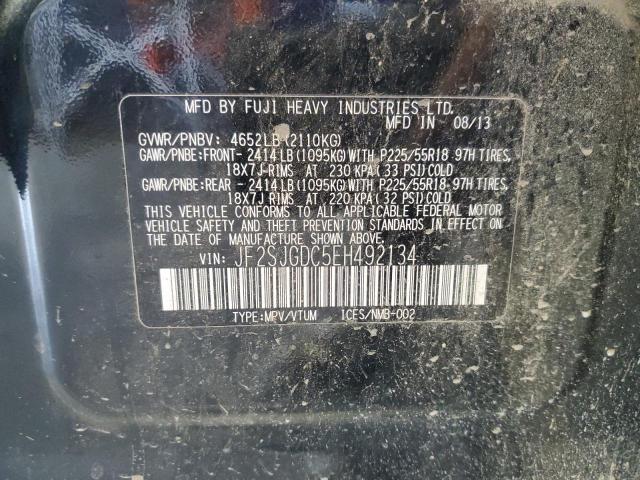 MFD BY FUJI HEAVY INDUSTRIES LTD.
MFD IN 08/13
GVWR/PNBV: 4652LB(2110KG)
GAWR/PNBE:FRONT- 2414LB(1095KG)WITH P225/55R18 97H TIRES,
18X7J-RIMS AT 230 KPA(33 PSI)COLD
GAWR/PNBE:REAR - 2414LB(1095KG)WITH P225/55R18 97H TIRES,
18X7J-RIMS AT 220 KPA(32 PSI)COLD
THIS VEHICLE CONFORMS TO ALL APPLICABLE FEDERAL MOTOR
VEHICLE SAFETY AND THEFT PREVENTION STANDARDS IN EFFECT
ON THE DATE OF MANUFACTURE SHOWN ABOVE.
VIN: JF2SJGDC5EH492134
TYPE:MPV/VTUM ICES/NMB-002